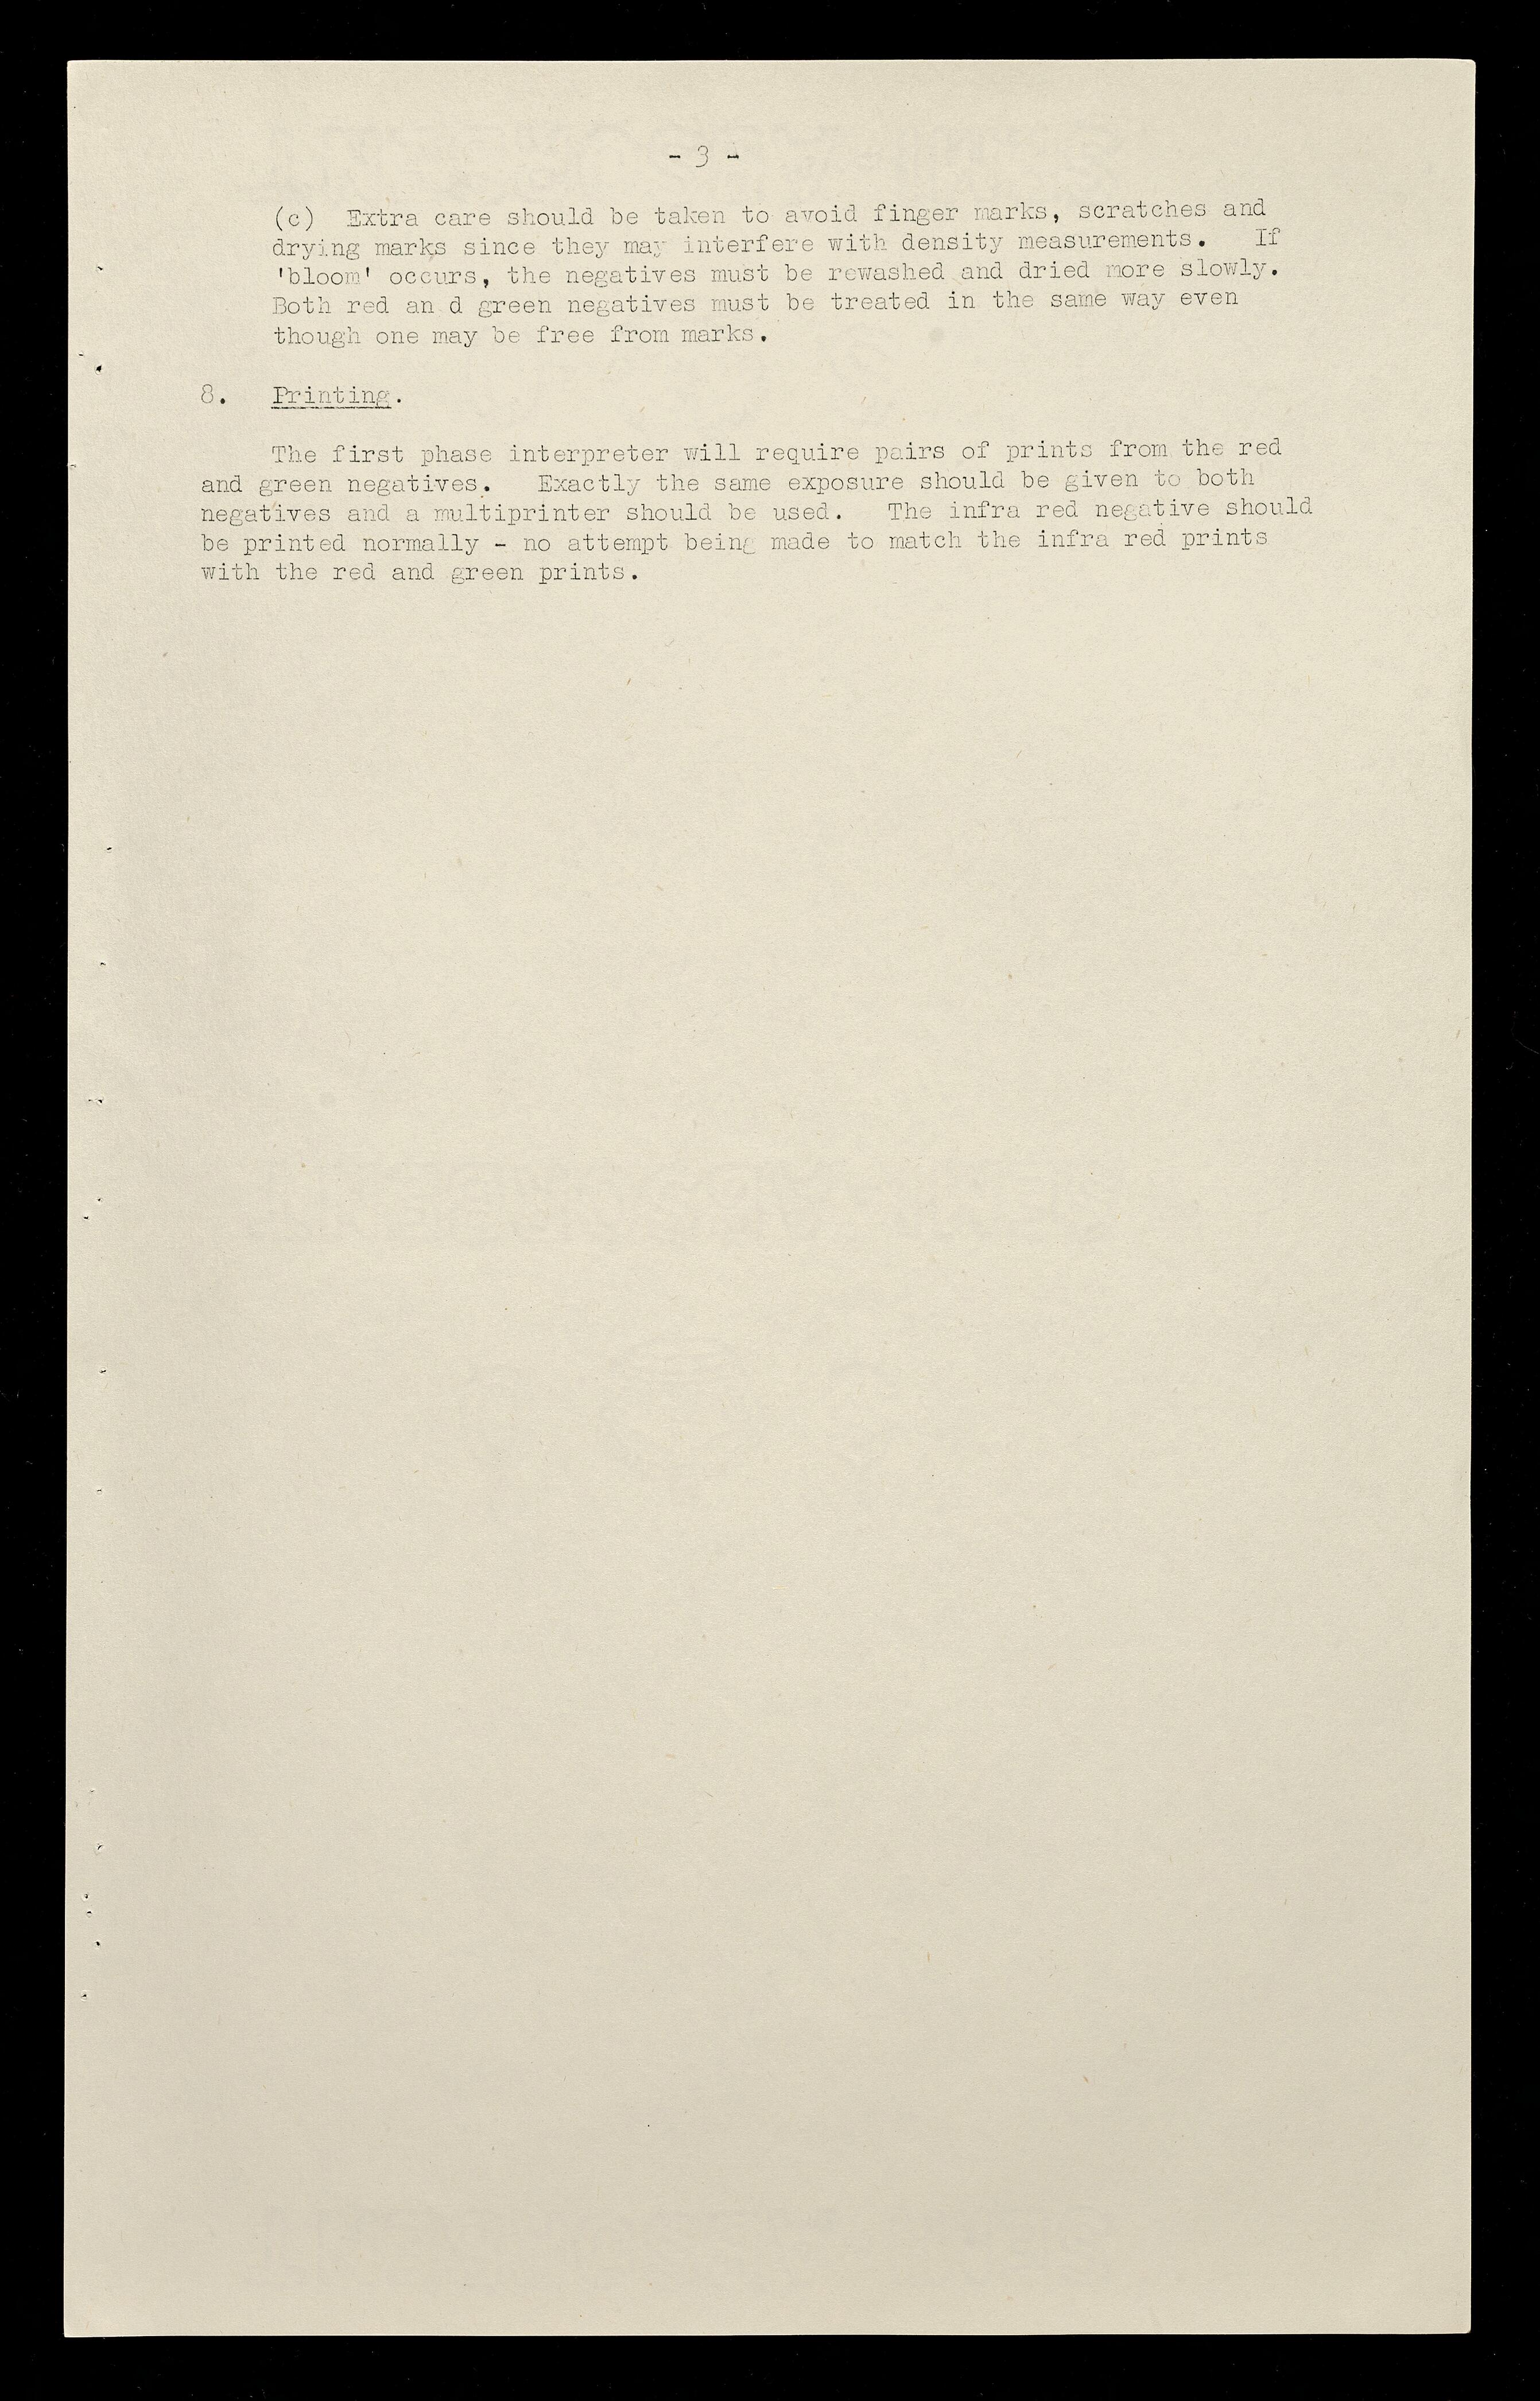 - 3 -
(c) Extra care should be taken to avoid finger marks, scratches and
drying marks since they may interfere with density measurements. If
'bloom' occurs, the negatives must be rewashed and dried more slowly.
Both red an d green negatives must be treated in the same way even
though one may be free from marks.
8. Printing.
The first phase interpreter will require pairs of prints from the red
and green negatives. Exactly the same exposure should be given to both
negatives and a multiprinter should be used. The infra red negative should
be printed normally - no attempt being made to match the infra red prints
with the red and green prints.